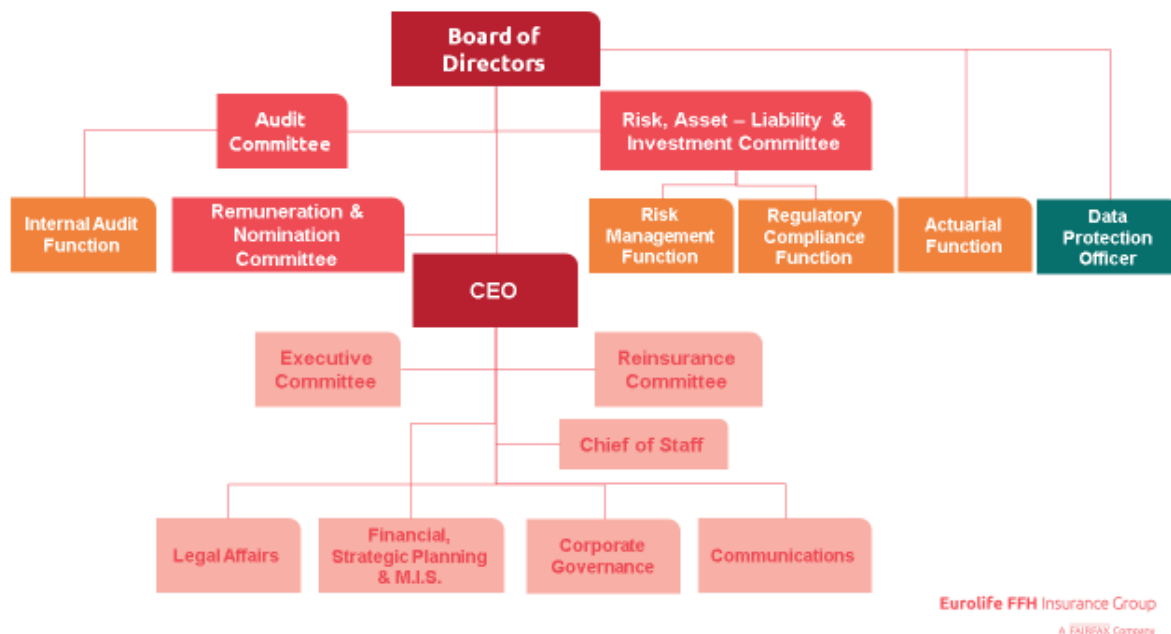 Board of
Directors
Audit
Committee
Risk, Asset – Liability &
Investment Committee
Internal Audit
Function
Remuneration &
Nomination
Committee
Risk
Management
Function
Regulatory
Compliance
Function
Actuarial
Function
Data
Protection
Officer
CEO
Executive
Committee
Reinsurance
Committee
Chief of Staff
Legal Affairs
Financial,
Strategic Planning
& M.I.S.
Corporate
Governance
Communications
Eurolife FFH Insurance Group
A FAIRFAX Company